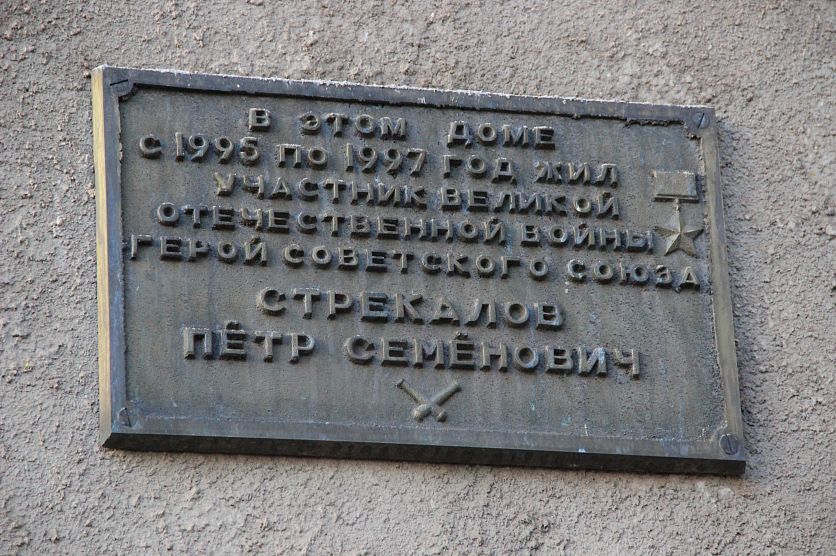 В ЭТОМ ДОМЕ
С 1995 ПО 1997 ГОД ЖИЛ
УЧАСТНИК ВЕЛИКОЙ
ОТЕЧЕСТВЕННОЙ ВОЙНЫ
ГЕРОЙ СОВЕТСКОГО СОЮЗА
СТРЕКАЛОВ
ПЁТР СЕМЁНОВИЧ